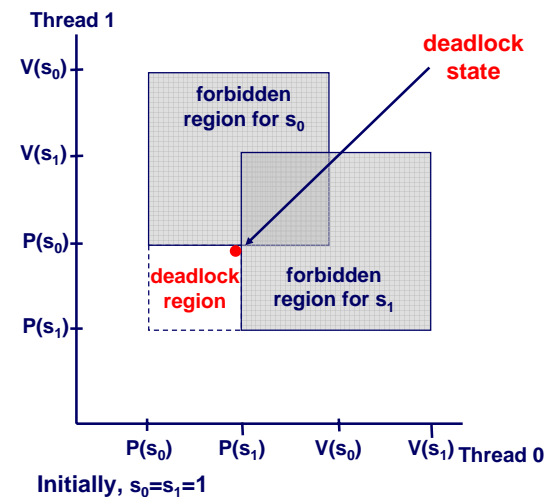 Thread 1
deadlock
state
V(s₀)
forbidden
region for s₀
V(s₁)
P(s₀)
deadlock
region
forbidden
region for s₁
P(s₁)
P(s₀) P(s₁) V(s₀) V(s₁) Thread 0
Initially, s₀=s₁=1